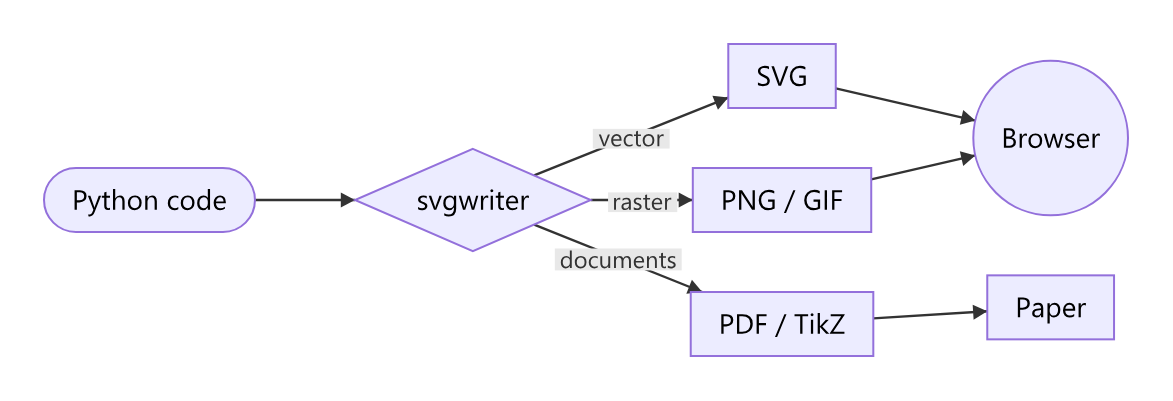 Python code
svgwriter
vector
raster
documents
SVG
PNG / GIF
PDF / TikZ
Browser
Paper